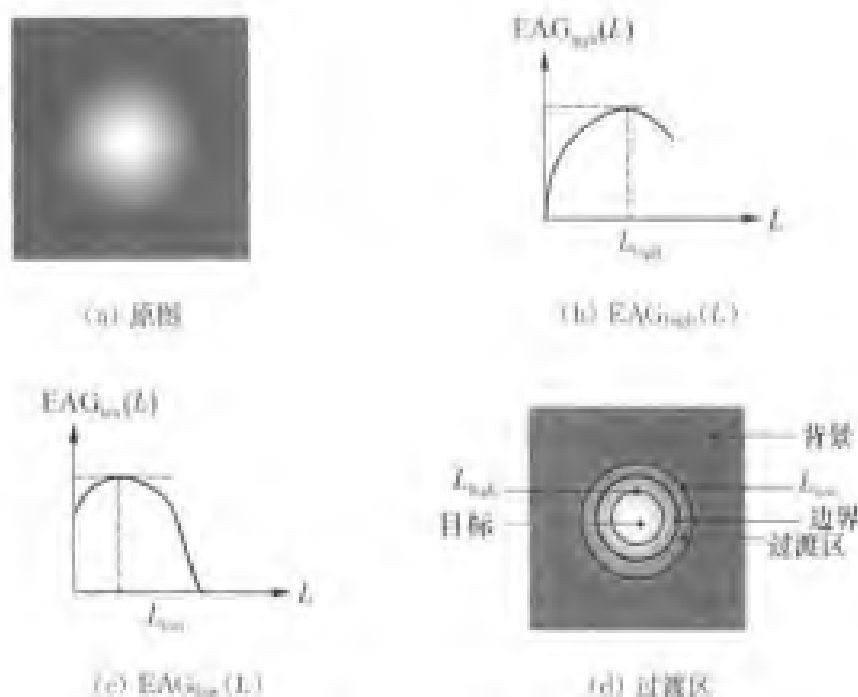 EAG_high(L)
L
L_high
(a) 原图
(b) EAG_high(L)
EAG_low(L)
L
L_low
(c) EAG_low(L)
背景
L_high
L_low
目标
边界
过渡区
(d) 过渡区